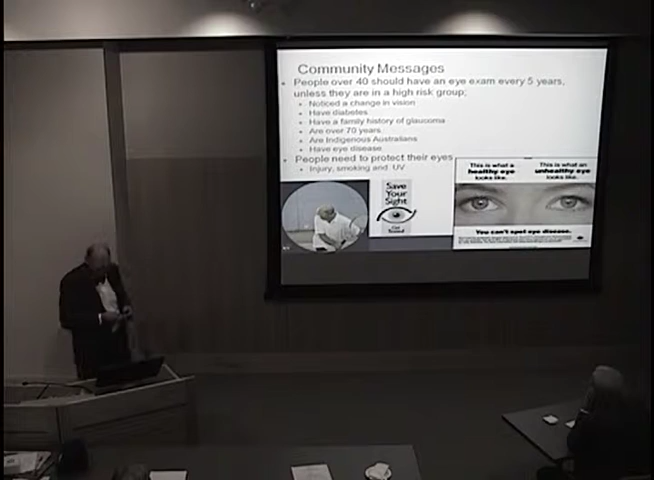 Community Messages
People over 40 should have an eye exam every 5 years,
unless they are in a high risk group;
Noticed a change in vision
Have diabetes
Have a family history of glaucoma
Are over 70 years
Are Indigenous Australians
Have eye disease
People need to protect their eyes
Injury, smoking and UV
Save
Your
Sight
Get
Tested
This is what a
healthy eye
looks like.
This is what an
unhealthy eye
looks like.
You can't spot eye disease.